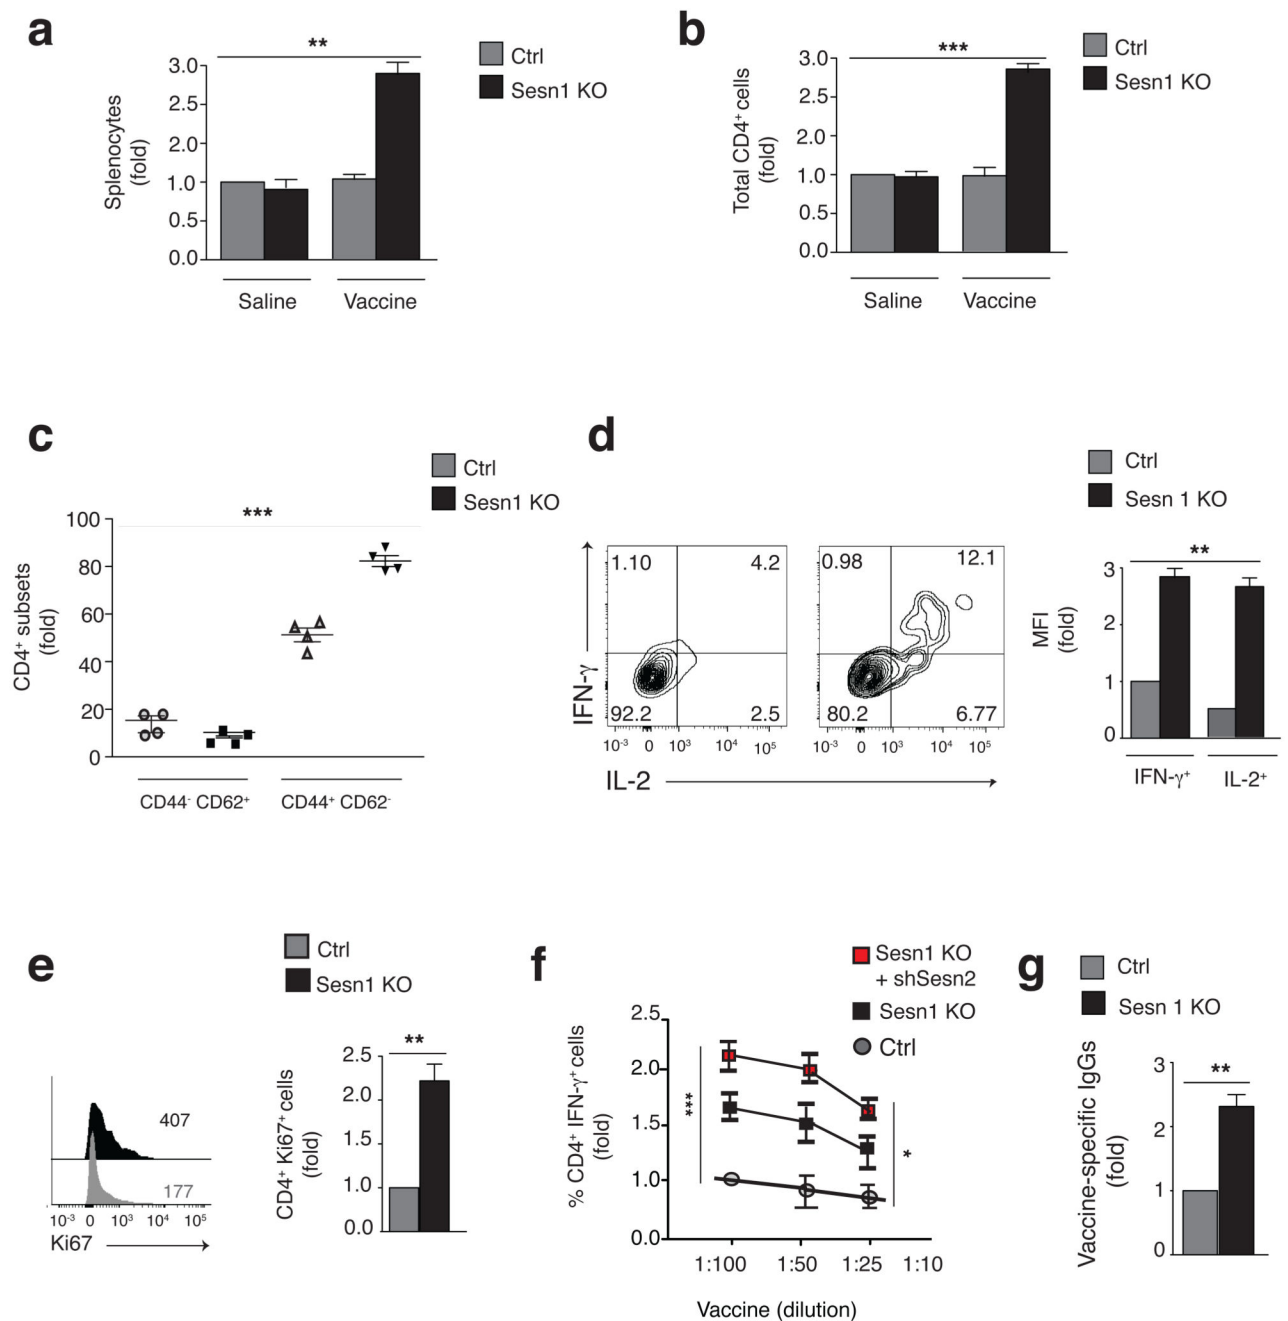 a
**
Ctrl
Sesn1 KO
Splenocytes
(fold)
3.0
2.5
2.0
1.0
0.5
0.0
Saline
Vaccine
b
***
Ctrl
Sesn1 KO
Total CD4+ cells
(fold)
3.0
2.5
2.0
1.0
0.5
0.0
Saline
Vaccine
c
Ctrl
Sesn1 KO
***
CD4+ subsets
(fold)
100
80
60
40
20
0
CD44- CD62+
CD44+ CD62-
d
IFN-γ
1.10
4.2
92.2
2.5
10-3 0 103 104 105
0.98
12.1
80.2
6.77
10-3 0 103 104 105
IL-2
Ctrl
Sesn 1 KO
**
MFI
(fold)
3
2
1
0
IFN-γ+
IL-2+
e
Ctrl
Sesn1 KO
407
177
10-3 0 103 104 105
Ki67
**
CD4+ Ki67+ cells
(fold)
2.5
2.0
1.5
1.0
0.0
f
Sesn1 KO
+ shSesn2
Sesn1 KO
Ctrl
% CD4+ IFN-γ+ cells
(fold)
2.5
2.0
1.5
1.0
0.0
***
*
1:100 1:50 1:25 1:10
Vaccine (dilution)
g
Ctrl
Sesn 1 KO
**
Vaccine-specific IgGs
(fold)
3
2
1
0